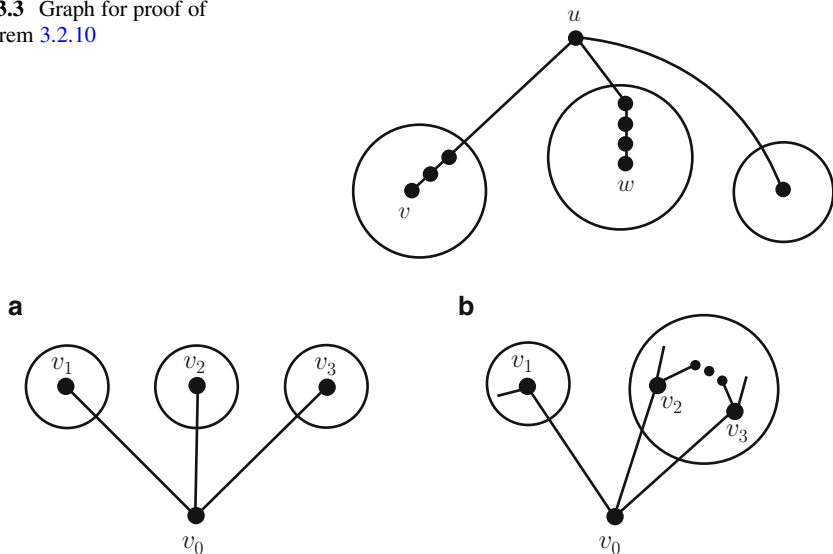 3.3 Graph for proof of
rem 3.2.10
u
v
w
a
b
v1
v2
v3
v0
v1
v2
v3
v0